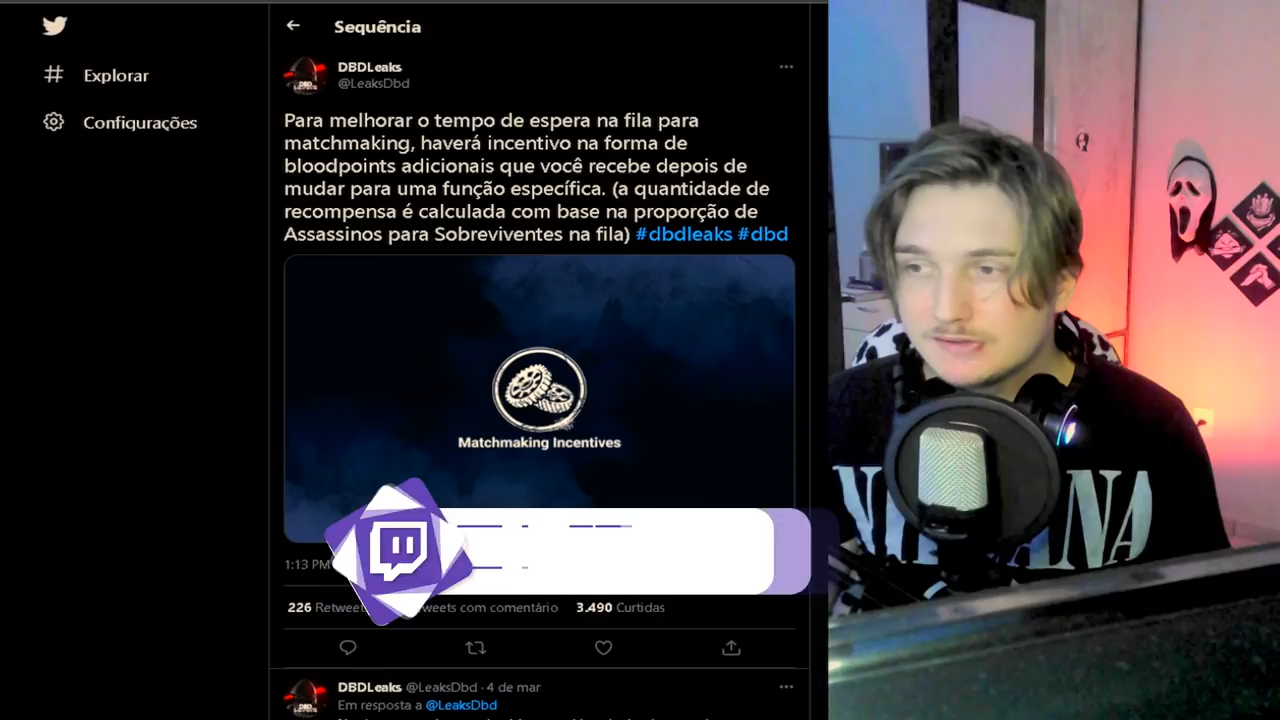 Sequência
Explorar
Configurações
DBDLeaks
@LeaksDbd
Para melhorar o tempo de espera na fila para
matchmaking, haverá incentivo na forma de
bloodpoints adicionais que você recebe depois de
mudar para uma função específica. (a quantidade de
recompensa é calculada com base na proporção de
Assassinos para Sobreviventes na fila) #dbdleaks #dbd
Matchmaking Incentives
1:13 PM
226 Retweets
weets com comentário
3.490 Curtidas
DBDLeaks @LeaksDbd · 4 de mar
Em resposta a @LeaksDbd